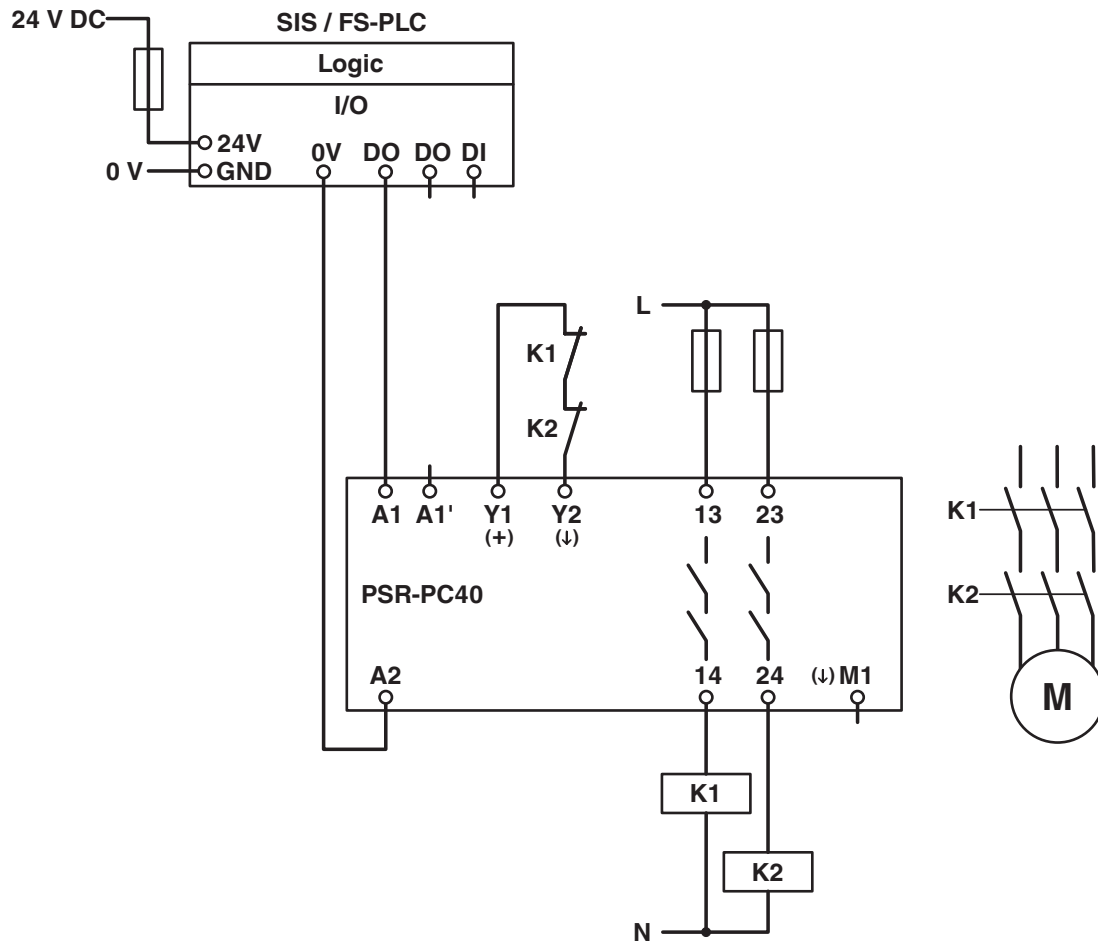 24 V DC
SIS / FS-PLC
Logic
I/O
24V
0V DO DO DI
0 V
GND
L
K1
K2
A1 A1' Y1 Y2 13 23
(+) (↓)
K1
PSR-PC40
K2
A2 14 24 (↓) M1
M
K1
K2
N